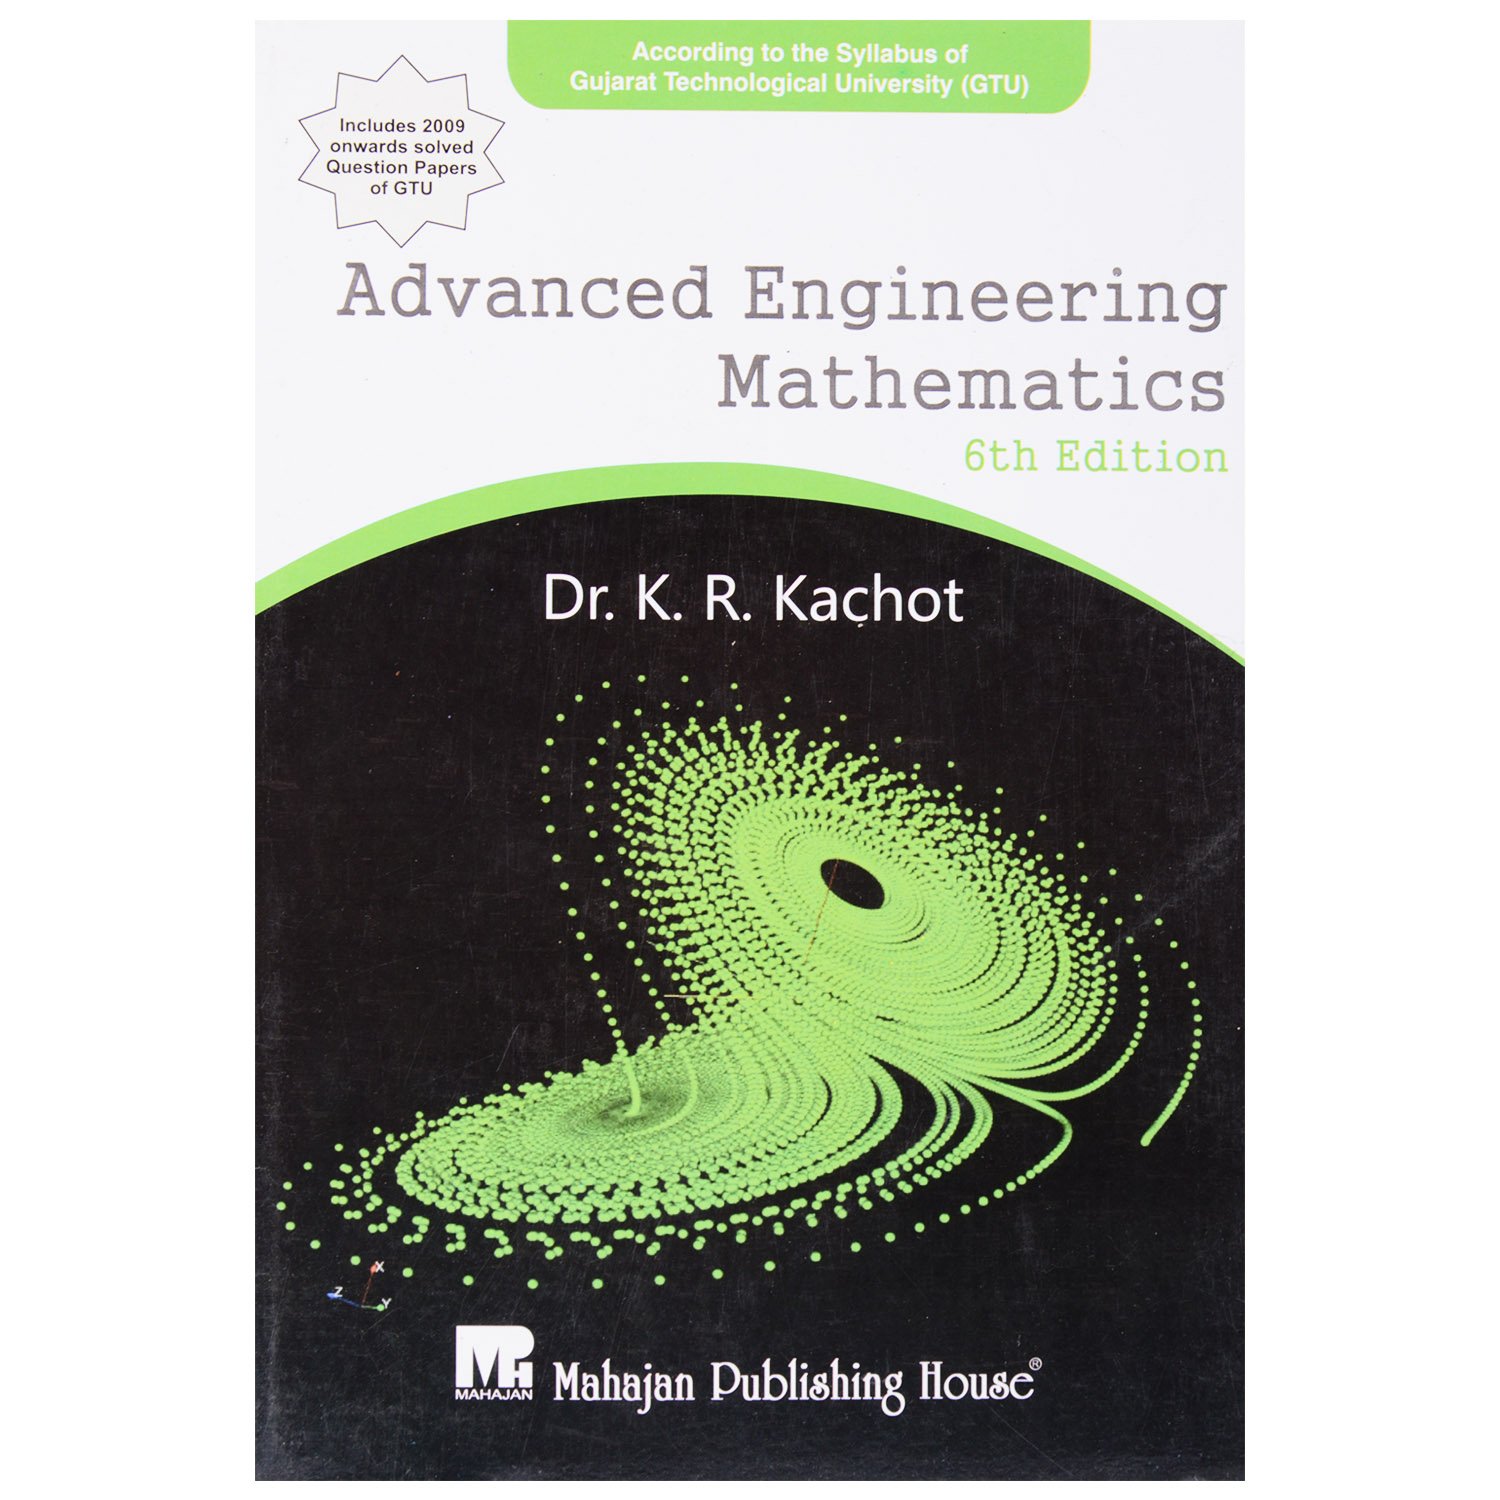 According to the Syllabus of
Gujarat Technological University (GTU)
Includes 2009
onwards solved
Question Papers
of GTU
Advanced Engineering
Mathematics
6th Edition
Dr. K. R. Kachot
X
Z
Y
MPH
MAHAJAN
Mahajan Publishing House®